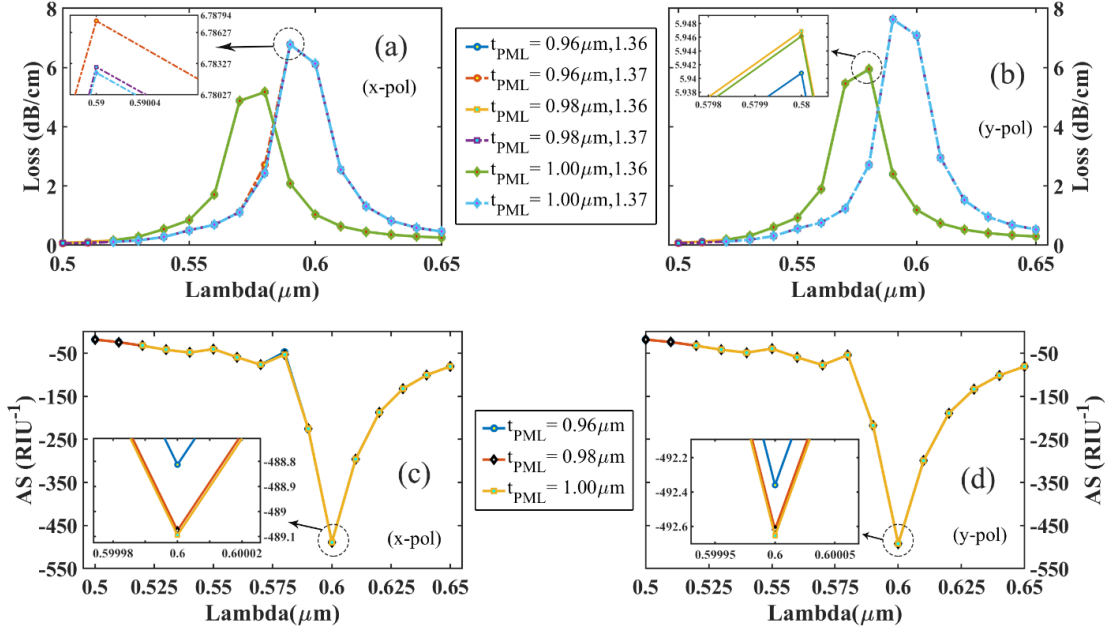 8
6
4
2
0
Loss (dB/cm)
6.78794
6.78627
6.78327
6.78027
0.59
0.59004
(a)
(x-pol)
0.5
0.55
0.6
0.65
Lambda(μm)
t_PML = 0.96μm,1.36
t_PML = 0.96μm,1.37
t_PML = 0.98μm,1.36
t_PML = 0.98μm,1.37
t_PML = 1.00μm,1.36
t_PML = 1.00μm,1.37
5.948
5.946
5.944
5.94
5.938
0.5798
0.5799
0.58
(b)
(y-pol)
8
6
4
2
0
Loss (dB/cm)
0.5
0.55
0.6
0.65
Lambda(μm)
-50
-150
-250
-350
-450
-550
AS (RIU⁻¹)
-488.8
-488.9
-489
-489.1
0.59998
0.6
0.60002
(c)
(x-pol)
0.5
0.525
0.55
0.575
0.6
0.625
0.65
Lambda(μm)
t_PML = 0.96μm
t_PML = 0.98μm
t_PML = 1.00μm
-492.2
-492.4
-492.6
0.59995
0.6
0.60005
(d)
(y-pol)
-50
-150
-250
-350
-450
-550
AS (RIU⁻¹)
0.5
0.525
0.55
0.575
0.6
0.625
0.65
Lambda(μm)